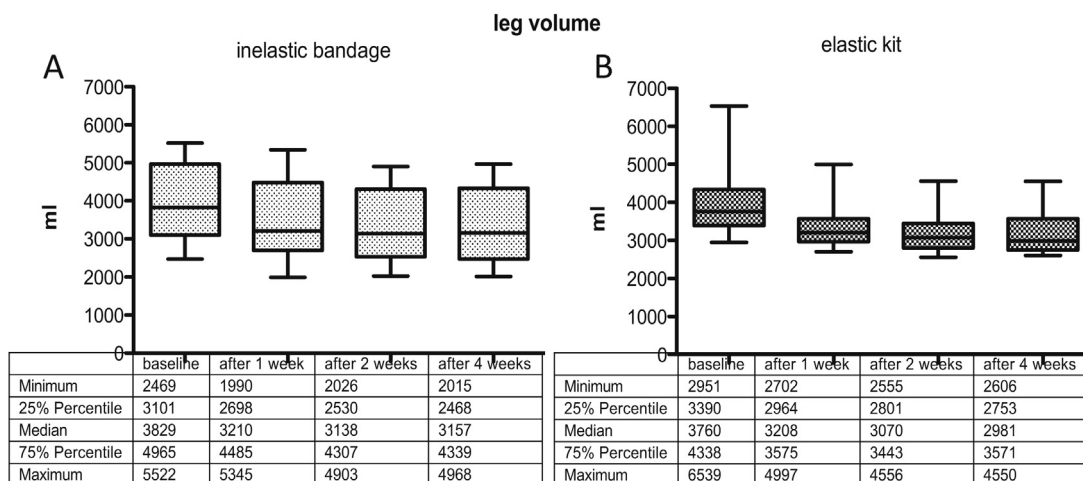 leg volume
inelastic bandage
elastic kit
A
B
7000
6000
5000
4000
3000
2000
1000
0
ml
7000
6000
5000
4000
3000
2000
1000
0
ml
baseline after 1 week after 2 weeks after 4 weeks
Minimum 2469 1990 2026 2015
25% Percentile 3101 2698 2530 2468
Median 3829 3210 3138 3157
75% Percentile 4965 4485 4307 4339
Maximum 5522 5345 4903 4968
baseline after 1 week after 2 weeks after 4 weeks
Minimum 2951 2702 2555 2606
25% Percentile 3390 2964 2801 2753
Median 3760 3208 3070 2981
75% Percentile 4338 3575 3443 3571
Maximum 6539 4997 4556 4550